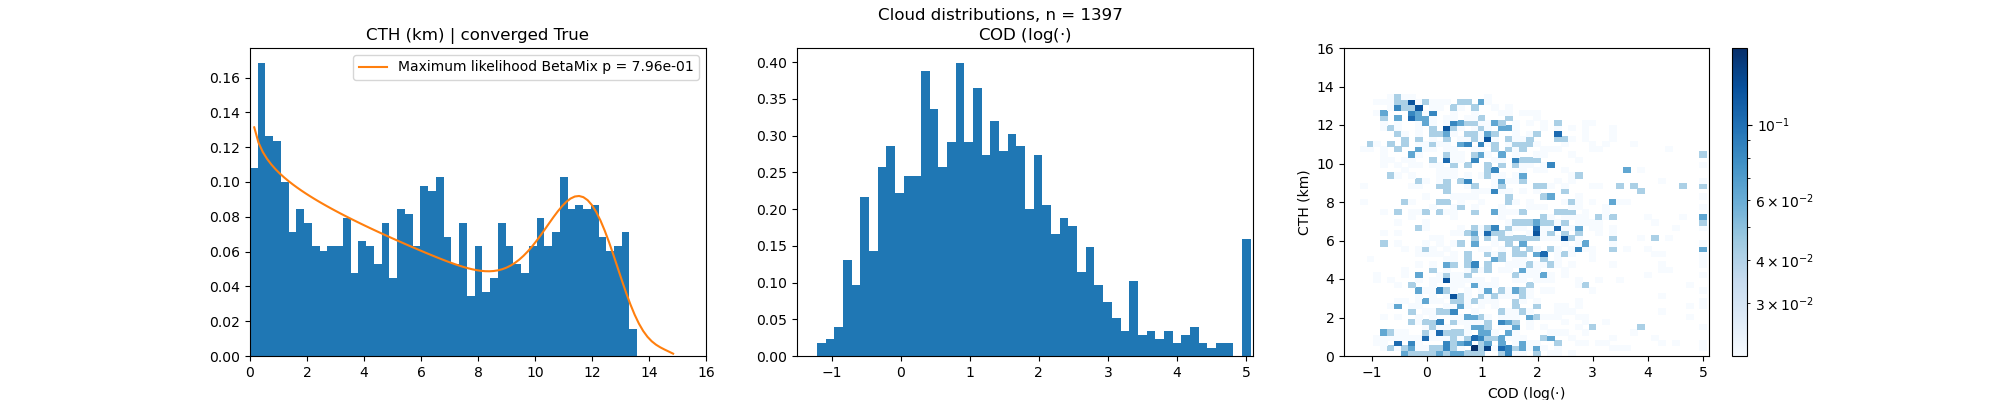 Cloud distributions, n = 1397
CTH (km) | converged True
Maximum likelihood BetaMix p = 7.96e-01
0.16
0.14
0.12
0.10
0.08
0.06
0.04
0.02
0.00
0 2 4 6 8 10 12 14 16
COD (log(·)
0.40
0.35
0.30
0.25
0.20
0.15
0.10
0.05
0.00
−1 0 1 2 3 4 5
CTH (km)
16
14
12
10
8
6
4
2
0
−1 0 1 2 3 4 5
COD (log(·)
10⁻¹
6 × 10⁻²
4 × 10⁻²
3 × 10⁻²